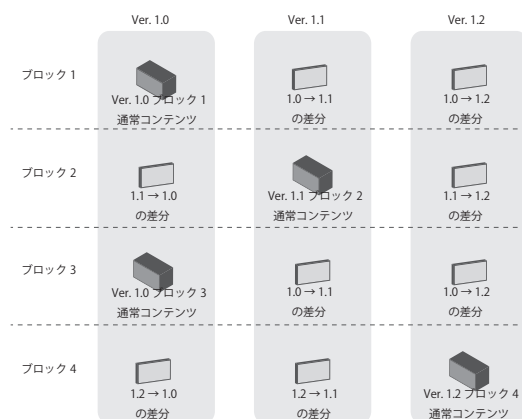 Ver. 1.0 Ver. 1.1 Ver. 1.2
ブロック 1
Ver. 1.0 ブロック 1
通常コンテンツ
1.0 → 1.1
の差分
1.0 → 1.2
の差分
ブロック 2
1.1 → 1.0
の差分
Ver. 1.1 ブロック 2
通常コンテンツ
1.1 → 1.2
の差分
ブロック 3
Ver. 1.0 ブロック 3
通常コンテンツ
1.0 → 1.1
の差分
1.0 → 1.2
の差分
ブロック 4
1.2 → 1.0
の差分
1.2 → 1.1
の差分
Ver. 1.2 ブロック 4
通常コンテンツ